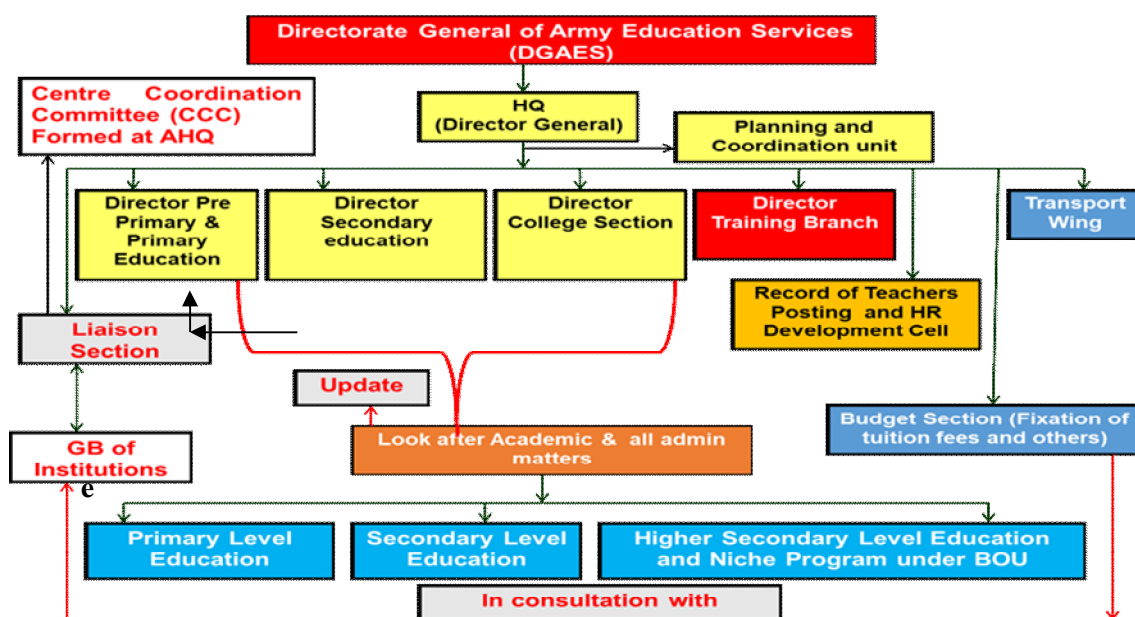 Directorate General of Army Education Services
(DGAES)
Centre Coordination
Committee (CCC)
Formed at AHQ
HQ
(Director General)
Planning and
Coordination unit
Director Pre
Primary &
Primary
Education
Director
Secondary
education
Director
College Section
Director
Training Branch
Transport
Wing
Record of Teachers
Posting and HR
Development Cell
Liaison
Section
Update
Budget Section (Fixation of
tuition fees and others)
GB of
Institutions
e
Look after Academic & all admin
matters
Primary Level
Education
Secondary Level
Education
Higher Secondary Level Education
and Niche Program under BOU
In consultation with